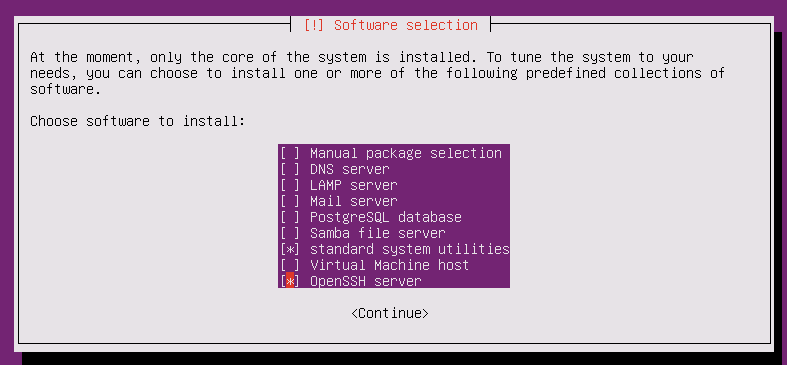 [!] Software selection
At the moment, only the core of the system is installed. To tune the system to your
needs, you can choose to install one or more of the following predefined collections of
software.
Choose software to install:
[ ] Manual package selection
[ ] DNS server
[ ] LAMP server
[ ] Mail server
[ ] PostgreSQL database
[ ] Samba file server
[*] standard system utilities
[ ] Virtual Machine host
[*] OpenSSH server
<Continue>